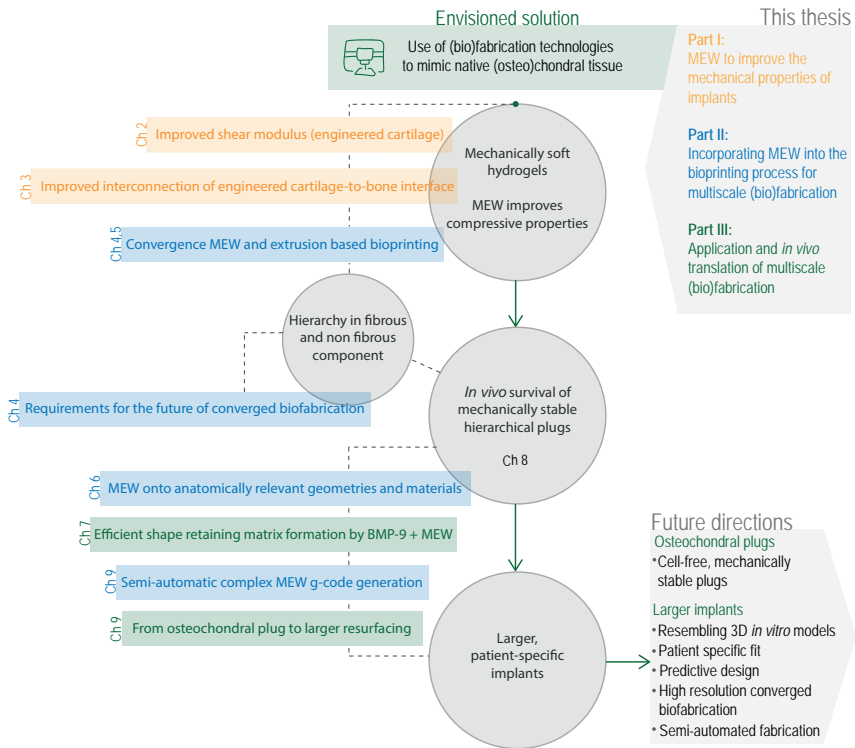 Envisioned solution
Use of (bio)fabrication technologies
to mimic native (osteo)chondral tissue
This thesis
Part I:
MEW to improve the
mechanical properties of
implants
Part II:
Incorporating MEW into the
bioprinting process for
multiscale (bio)fabrication
Part III:
Application and in vivo
translation of multiscale
(bio)fabrication
Ch 2
Improved shear modulus (engineered cartilage)
Ch 3
Improved interconnection of engineered cartilage-to-bone interface
Ch 4,5
Convergence MEW and extrusion based bioprinting
Mechanically soft
hydrogels
MEW improves
compressive properties
Hierarchy in fibrous
and non fibrous
component
Ch 4
Requirements for the future of converged biofabrication
In vivo survival of
mechanically stable
hierarchical plugs
Ch 8
Ch 6
MEW onto anatomically relevant geometries and materials
Ch 7
Efficient shape retaining matrix formation by BMP-9 + MEW
Ch 9
Semi-automatic complex MEW g-code generation
Ch 9
From osteochondral plug to larger resurfacing
Larger,
patient-specific
implants
Future directions
Osteochondral plugs
•Cell-free, mechanically
stable plugs
Larger implants
• Resembling 3D in vitro models
• Patient specific fit
• Predictive design
• High resolution converged
biofabrication
• Semi-automated fabrication